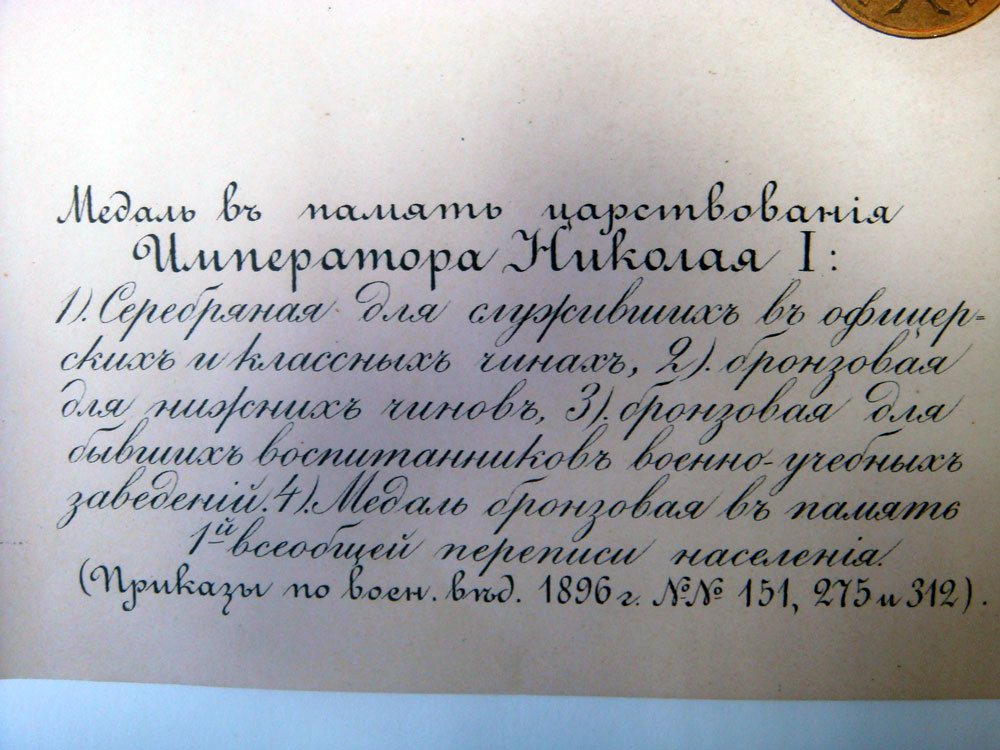 Медаль въ память царствованія
Императора Николая I:
1). Серебряная для служившихъ въ офицер-
скихъ и классныхъ чинахъ, 2). бронзовая
для нижнихъ чиновъ, 3). бронзовая для
бывшихъ воспитанниковъ военно-учебныхъ
заведеній. 4). Медаль бронзовая въ память
1й всеобщей переписи населенія.
(Приказы по воен. вѣд. 1896 г. №№ 151, 275 и 312).